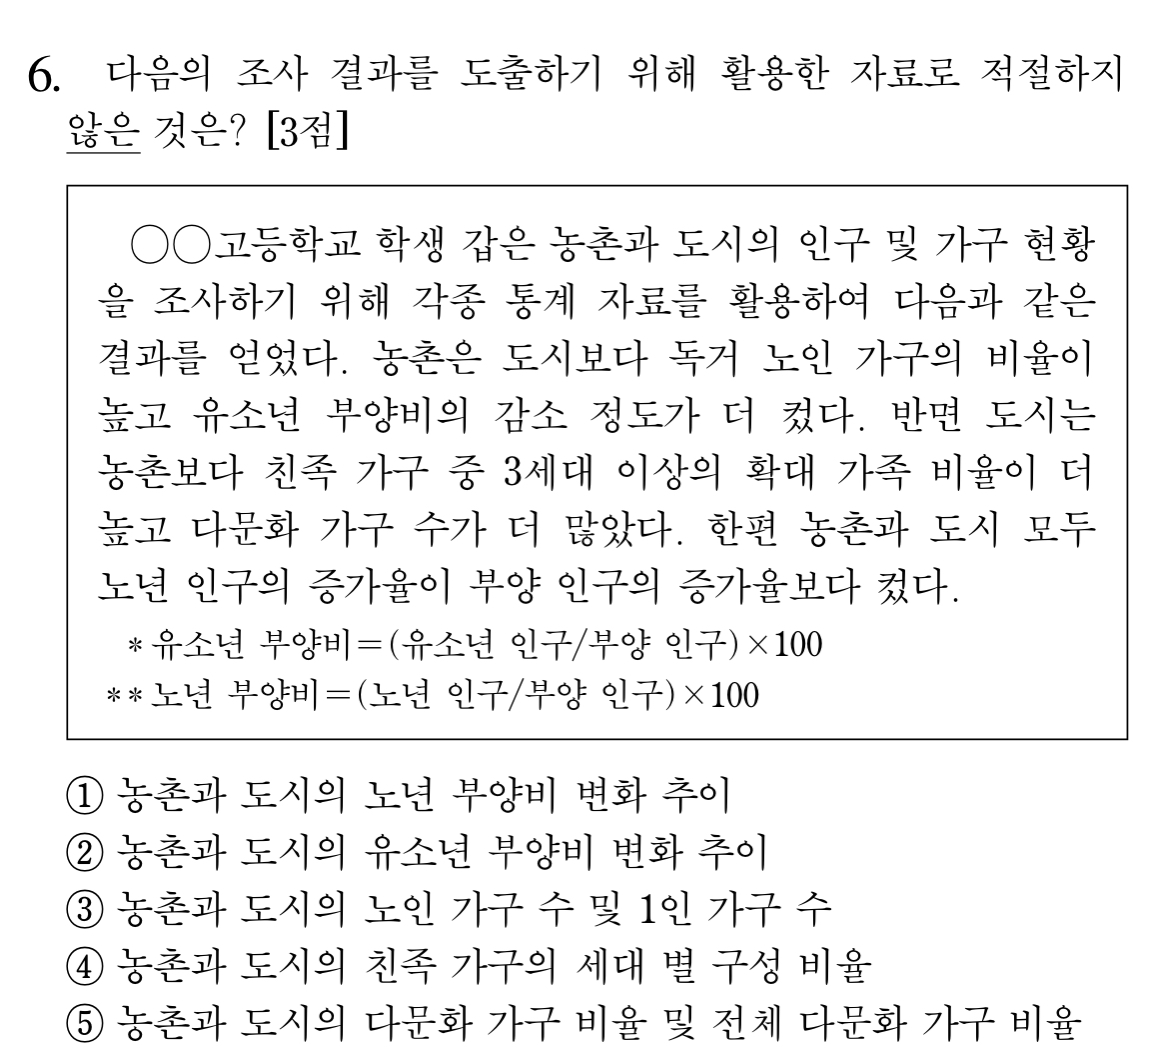 6. 다음의 조사 결과를 도출하기 위해 활용한 자료로 적절하지
않은 것은? [3점]
○○고등학교 학생 갑은 농촌과 도시의 인구 및 가구 현황
을 조사하기 위해 각종 통계 자료를 활용하여 다음과 같은
결과를 얻었다. 농촌은 도시보다 독거 노인 가구의 비율이
높고 유소년 부양비의 감소 정도가 더 컸다. 반면 도시는
농촌보다 친족 가구 중 3세대 이상의 확대 가족 비율이 더
높고 다문화 가구 수가 더 많았다. 한편 농촌과 도시 모두
노년 인구의 증가율이 부양 인구의 증가율보다 컸다.
* 유소년 부양비=(유소년 인구/부양 인구)×100
** 노년 부양비=(노년 인구/부양 인구)×100
① 농촌과 도시의 노년 부양비 변화 추이
② 농촌과 도시의 유소년 부양비 변화 추이
③ 농촌과 도시의 노인 가구 수 및 1인 가구 수
④ 농촌과 도시의 친족 가구의 세대 별 구성 비율
⑤ 농촌과 도시의 다문화 가구 비율 및 전체 다문화 가구 비율